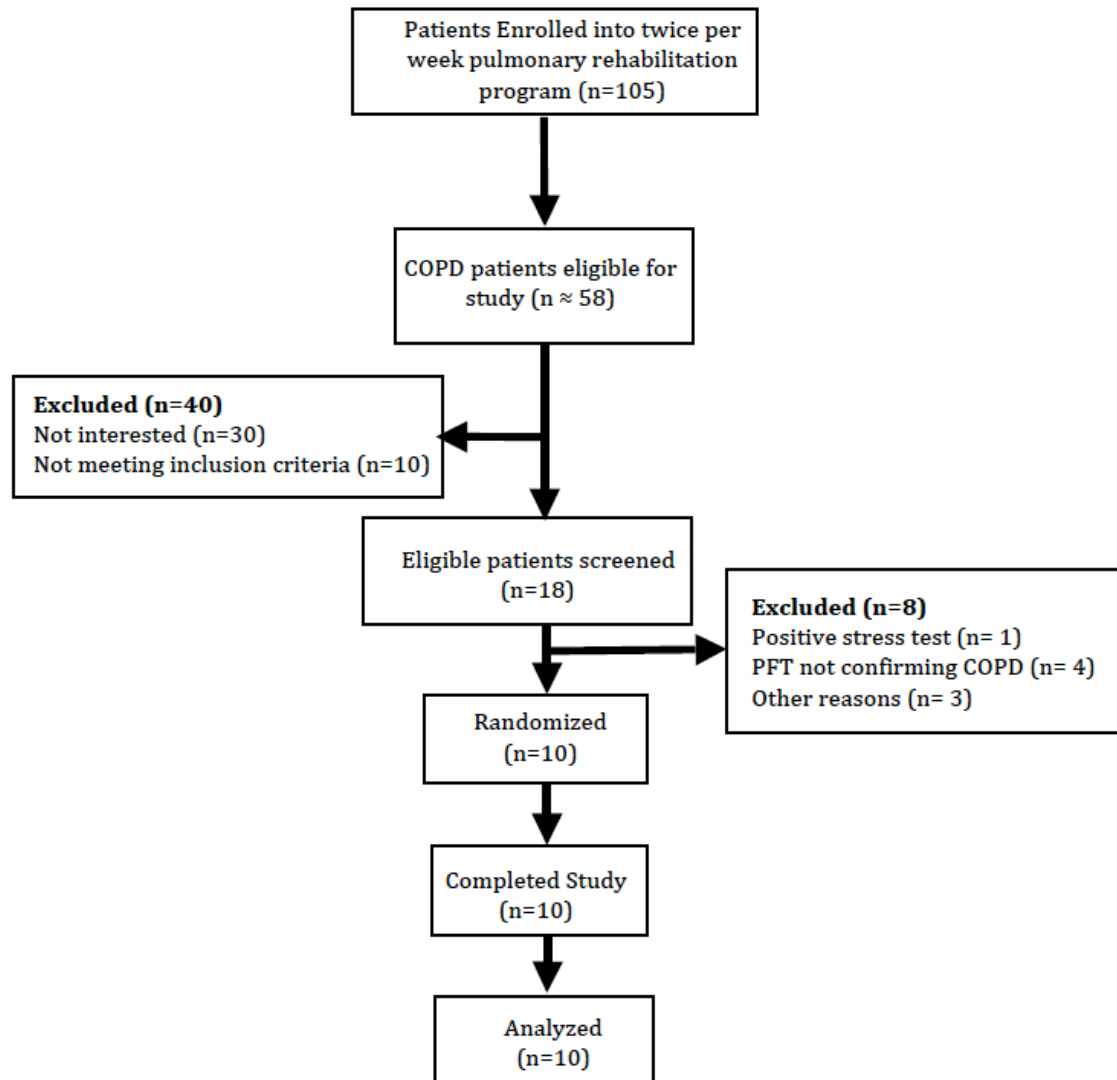 Patients Enrolled into twice per
week pulmonary rehabilitation
program (n=105)
COPD patients eligible for
study (n ≈ 58)
Excluded (n=40)
Not interested (n=30)
Not meeting inclusion criteria (n=10)
Eligible patients screened
(n=18)
Excluded (n=8)
Positive stress test (n= 1)
PFT not confirming COPD (n= 4)
Other reasons (n= 3)
Randomized
(n=10)
Completed Study
(n=10)
Analyzed
(n=10)